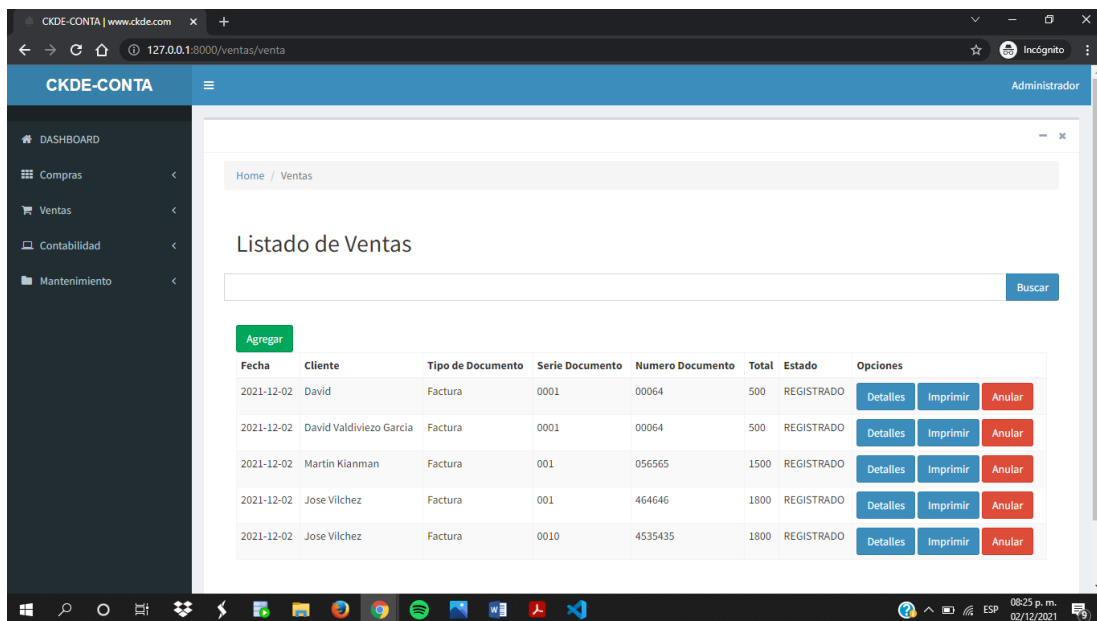 CKDE-CONTA | www.ckde.com
127.0.0.1:8000/ventas/venta
Incógnito
CKDE-CONTA
Administrador
DASHBOARD
Compras
Ventas
Contabilidad
Mantenimiento
Home / Ventas
Listado de Ventas
Buscar
Agregar
Fecha Cliente Tipo de Documento Serie Documento Numero Documento Total Estado Opciones
2021-12-02 David Factura 0001 00064 500 REGISTRADO Detalles Imprimir Anular
2021-12-02 David Valdiviezo Garcia Factura 0001 00064 500 REGISTRADO Detalles Imprimir Anular
2021-12-02 Martin Kianman Factura 001 056565 1500 REGISTRADO Detalles Imprimir Anular
2021-12-02 Jose Vilchez Factura 001 464646 1800 REGISTRADO Detalles Imprimir Anular
2021-12-02 Jose Vilchez Factura 0010 4535435 1800 REGISTRADO Detalles Imprimir Anular
ESP
08:25 p. m.
02/12/2021